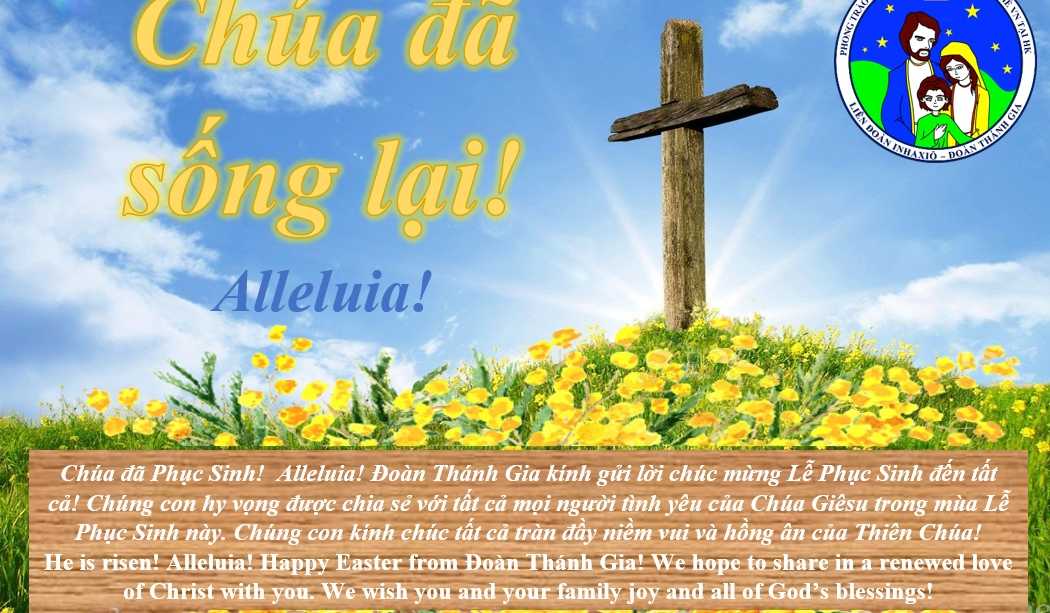 Chúa đã
sống lại!
Alleluia!
PHONG TRÀO
VN TẠI HK
LIÊN ĐOÀN INHAXIÔ – ĐOÀN THÁNH GIA
Chúa đã Phục Sinh!  Alleluia! Đoàn Thánh Gia kính gửi lời chúc mừng Lễ Phục Sinh đến tất
cả! Chúng con hy vọng được chia sẻ với tất cả mọi người tình yêu của Chúa Giêsu trong mùa Lễ
Phục Sinh này. Chúng con kính chúc tất cả tràn đầy niềm vui và hồng ân của Thiên Chúa!
He is risen! Alleluia! Happy Easter from Đoàn Thánh Gia! We hope to share in a renewed love
of Christ with you. We wish you and your family joy and all of God’s blessings!